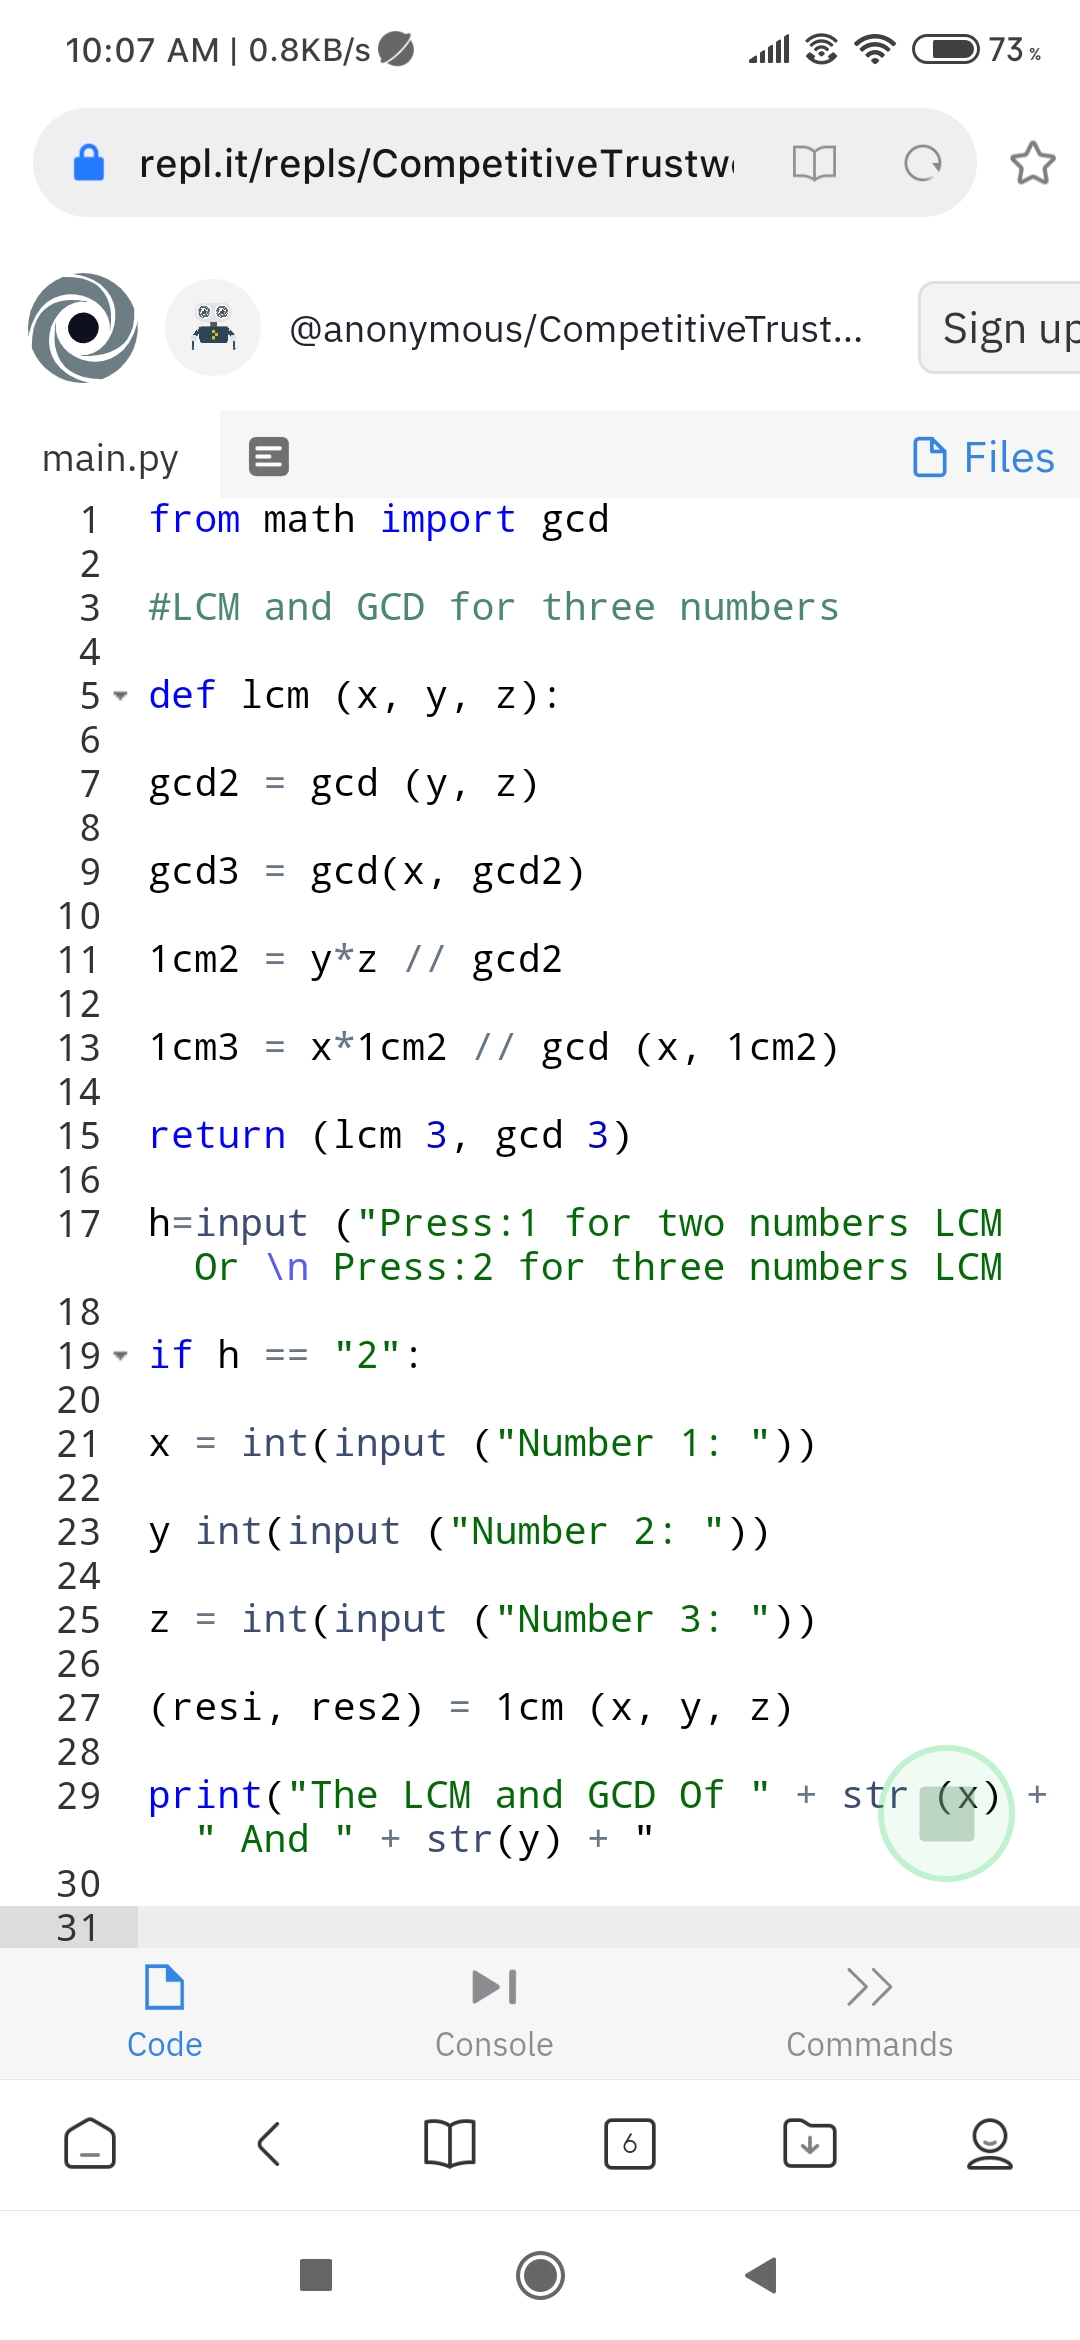 10:07 AM | 0.8KB/s 73%
repl.it/repls/CompetitiveTrustw
@anonymous/CompetitiveTrust... Sign up
main.py Files
1 from math import gcd
2
3 #LCM and GCD for three numbers
4
5 def lcm (x, y, z):
6
7 gcd2 = gcd (y, z)
8
9 gcd3 = gcd(x, gcd2)
10
11 1cm2 = y*z // gcd2
12
13 1cm3 = x*1cm2 // gcd (x, 1cm2)
14
15 return (lcm 3, gcd 3)
16
17 h=input ("Press:1 for two numbers LCM
Or \n Press:2 for three numbers LCM
18
19 if h == "2":
20
21 x = int(input ("Number 1: "))
22
23 y int(input ("Number 2: "))
24
25 z = int(input ("Number 3: "))
26
27 (resi, res2) = 1cm (x, y, z)
28
29 print("The LCM and GCD Of " + str (x) +
" And " + str(y) + "
30
31
Code Console Commands
6